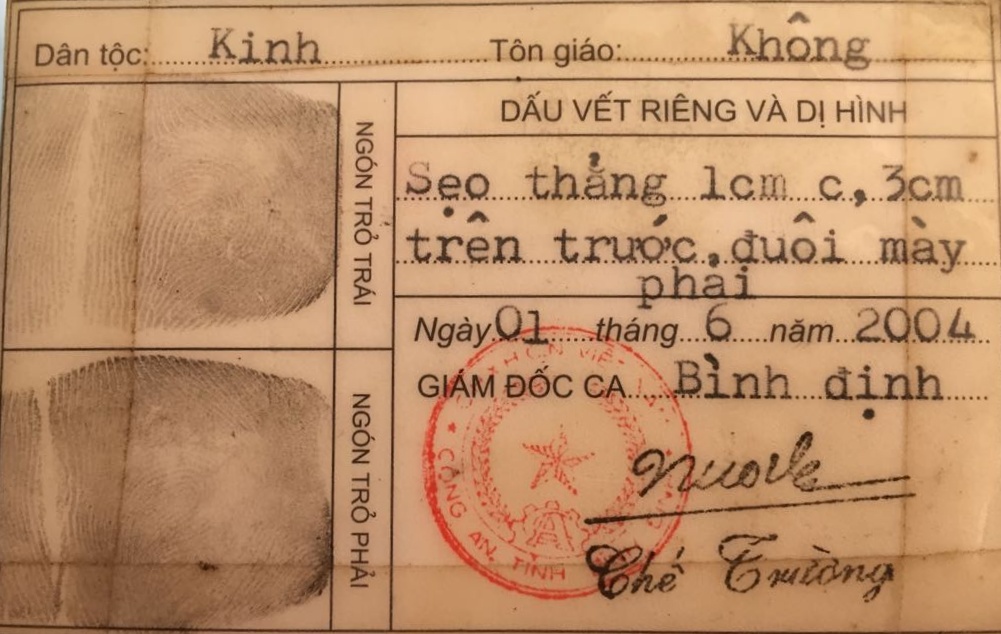 Dân tộc: Kinh Tôn giáo: Không
NGÓN TRỎ TRÁI
DẤU VẾT RIÊNG VÀ DỊ HÌNH
Sẹo thẳng 1cm c,3cm
trên trước đuôi mày
phải
Ngày 01 tháng 6 năm 2004
GIÁM ĐỐC CA Bình định
NGÓN TRỎ PHẢI
CÔNG AN TỈNH
Chế Trường